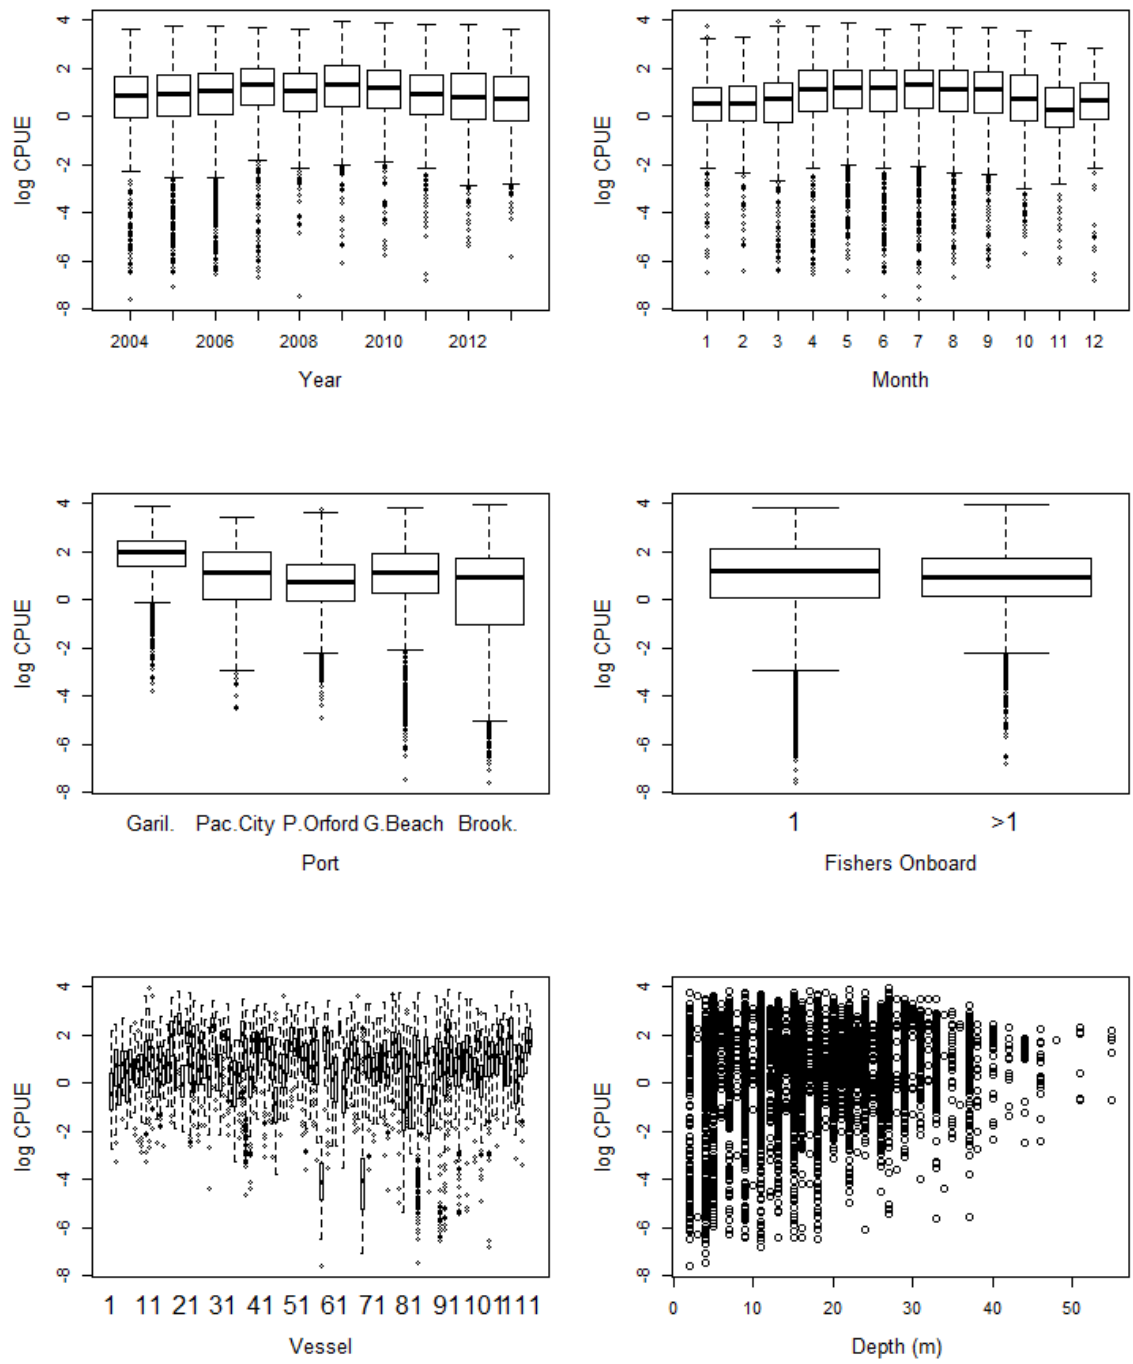 4
2
0
-2
-4
-6
-8
log CPUE
2004 2006 2008 2010 2012
Year
4
2
0
-2
-4
-6
-8
log CPUE
1 2 3 4 5 6 7 8 9 10 11 12
Month
4
2
0
-2
-4
-6
-8
log CPUE
Garil. Pac.City P.Orford G.Beach Brook.
Port
4
2
0
-2
-4
-6
-8
log CPUE
1 >1
Fishers Onboard
4
2
0
-2
-4
-6
-8
log CPUE
1 11 21 31 41 51 61 71 81 91 101 111
Vessel
4
2
0
-2
-4
-6
-8
log CPUE
0 10 20 30 40 50
Depth (m)